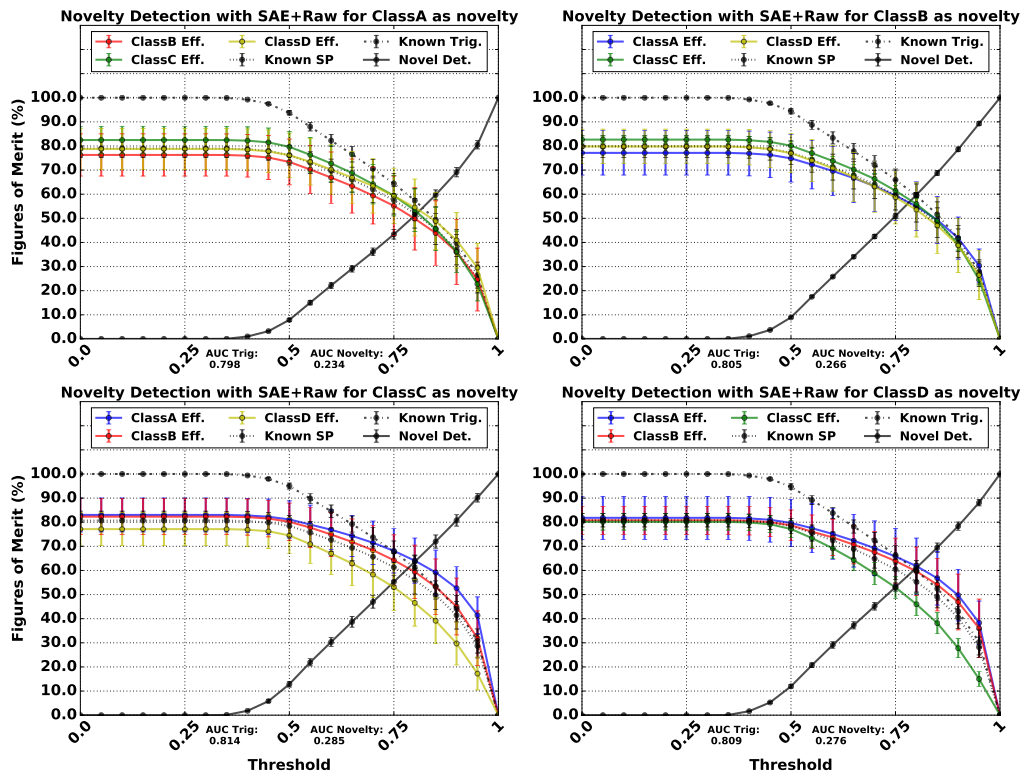 Novelty Detection with SAE+Raw for ClassA as novelty
ClassB Eff. ClassD Eff. Known Trig.
ClassC Eff. Known SP Novel Det.
Figures of Merit (%)
100.0
90.0
80.0
70.0
60.0
50.0
40.0
30.0
20.0
10.0
0.0
0.0 0.25 0.5 0.75 1
AUC Trig: AUC Novelty:
0.798 0.234
Novelty Detection with SAE+Raw for ClassB as novelty
ClassA Eff. ClassD Eff. Known Trig.
ClassC Eff. Known SP Novel Det.
100.0
90.0
80.0
70.0
60.0
50.0
40.0
30.0
20.0
10.0
0.0
0.0 0.25 0.5 0.75 1
AUC Trig: AUC Novelty:
0.805 0.266
Novelty Detection with SAE+Raw for ClassC as novelty
ClassA Eff. ClassD Eff. Known Trig.
ClassB Eff. Known SP Novel Det.
Figures of Merit (%)
100.0
90.0
80.0
70.0
60.0
50.0
40.0
30.0
20.0
10.0
0.0
0.0 0.25 0.5 0.75 1
AUC Trig: AUC Novelty:
0.814 0.285
Threshold
Novelty Detection with SAE+Raw for ClassD as novelty
ClassA Eff. ClassC Eff. Known Trig.
ClassB Eff. Known SP Novel Det.
100.0
90.0
80.0
70.0
60.0
50.0
40.0
30.0
20.0
10.0
0.0
0.0 0.25 0.5 0.75 1
AUC Trig: AUC Novelty:
0.809 0.276
Threshold